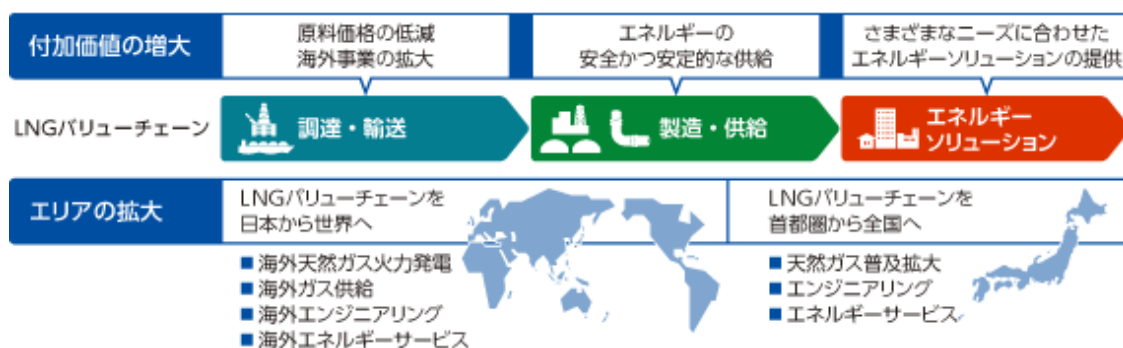 付加価値の増大
原料価格の低減
海外事業の拡大
エネルギーの
安全かつ安定的な供給
さまざまなニーズに合わせた
エネルギーソリューションの提供
LNGバリューチェーン
調達・輸送
製造・供給
エネルギー
ソリューション
エリアの拡大
LNGバリューチェーンを
日本から世界へ
■海外天然ガス火力発電
■海外ガス供給
■海外エンジニアリング
■海外エネルギーサービス
LNGバリューチェーンを
首都圏から全国へ
■天然ガス普及拡大
■エンジニアリング
■エネルギーサービス